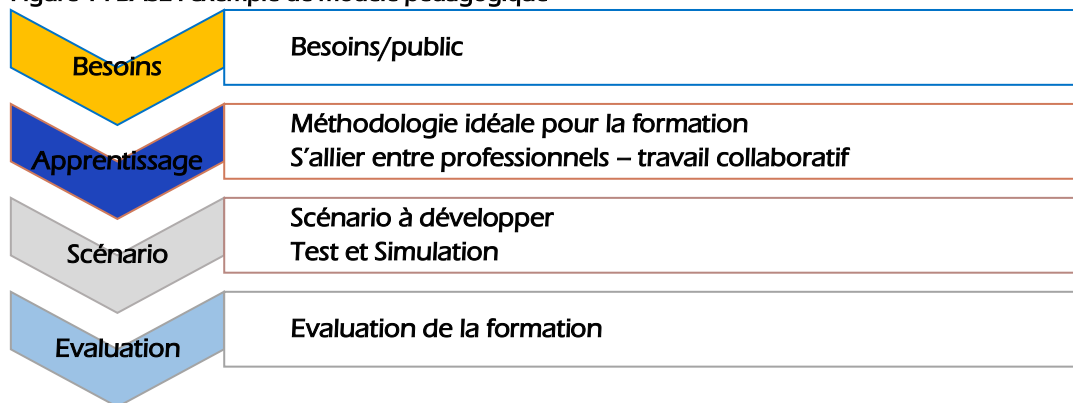 Besoins
Besoins/public
Apprentissage
Méthodologie idéale pour la formation
S'allier entre professionnels – travail collaboratif
Scénario
Scénario à développer
Test et Simulation
Evaluation
Evaluation de la formation